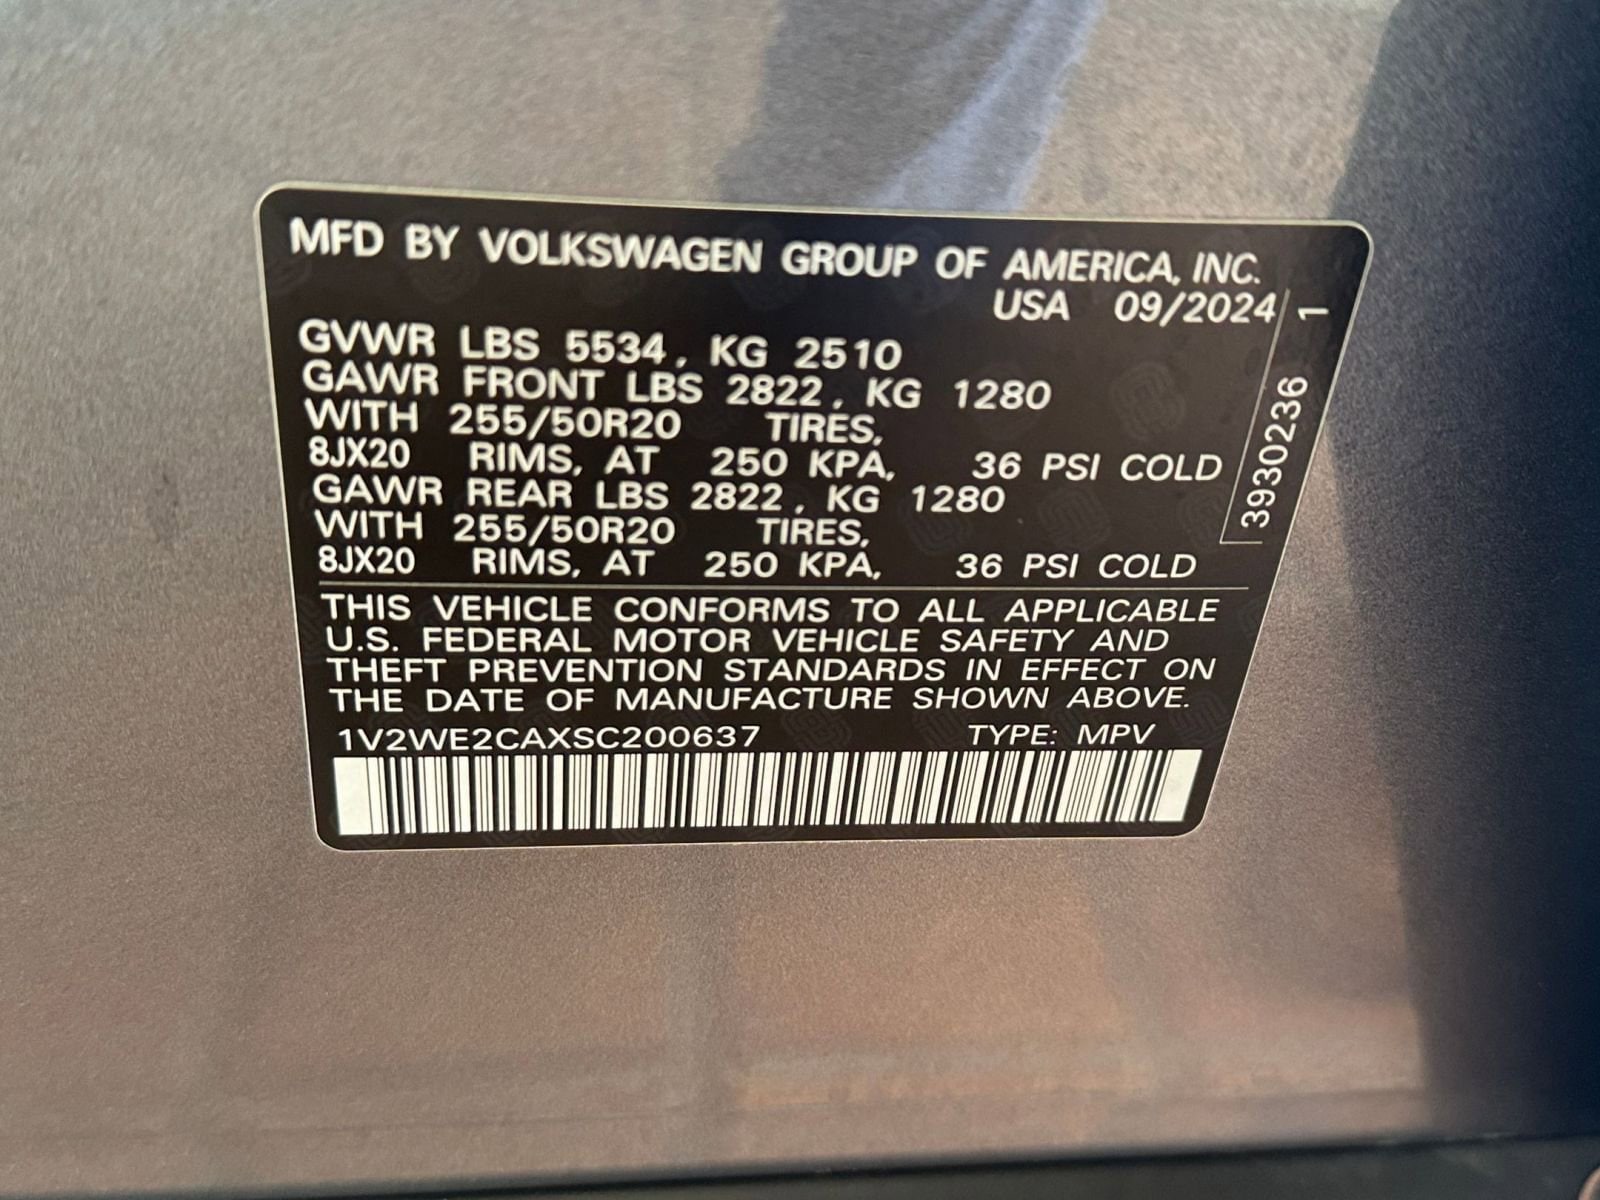 MFD BY VOLKSWAGEN GROUP OF AMERICA, INC.
USA 09/2024
GVWR LBS 5534, KG 2510
GAWR FRONT LBS 2822, KG 1280
WITH 255/50R20 TIRES,
8JX20 RIMS, AT 250 KPA, 36 PSI COLD
GAWR REAR LBS 2822, KG 1280
WITH 255/50R20 TIRES,
8JX20 RIMS, AT 250 KPA, 36 PSI COLD
THIS VEHICLE CONFORMS TO ALL APPLICABLE
U.S. FEDERAL MOTOR VEHICLE SAFETY AND
THEFT PREVENTION STANDARDS IN EFFECT ON
THE DATE OF MANUFACTURE SHOWN ABOVE.
1V2WE2CAXSC200637 TYPE: MPV
3930236 1